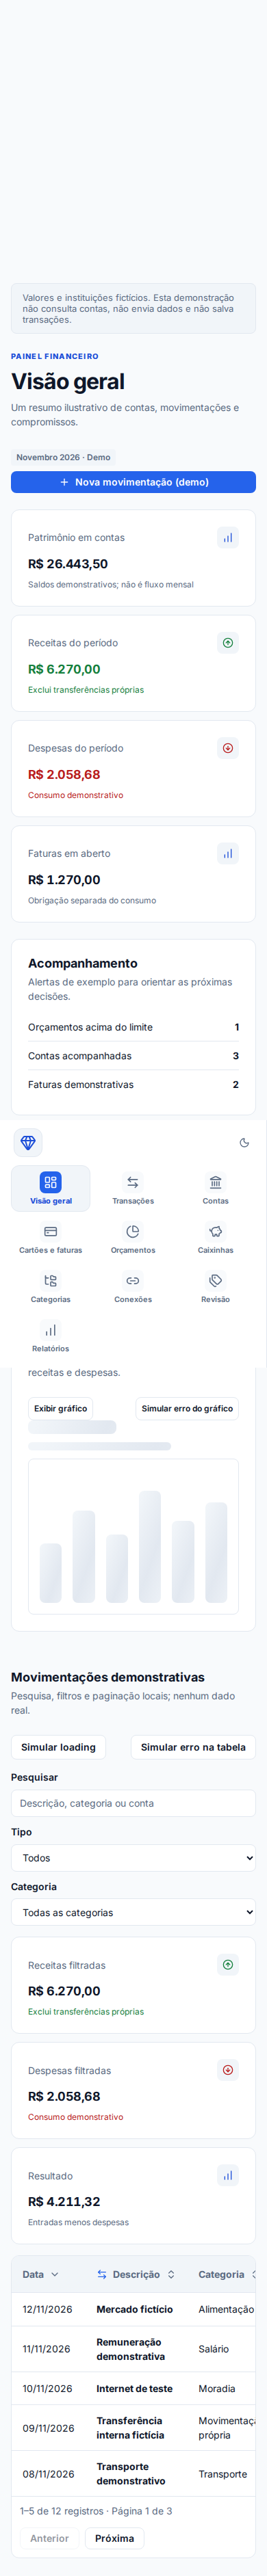 Valores e instituições fictícios. Esta demonstração
não consulta contas, não envia dados e não salva
transações.
PAINEL FINANCEIRO
Visão geral
Um resumo ilustrativo de contas, movimentações e
compromissos.
Novembro 2026 · Demo
+ Nova movimentação (demo)
Patrimônio em contas
R$ 26.443,50
Saldos demonstrativos; não é fluxo mensal
Receitas do período
R$ 6.270,00
Exclui transferências próprias
Despesas do período
R$ 2.058,68
Consumo demonstrativo
Faturas em aberto
R$ 1.270,00
Obrigação separada do consumo
Acompanhamento
Alertas de exemplo para orientar as próximas
decisões.
Orçamentos acima do limite 1
Contas acompanhadas 3
Faturas demonstrativas 2
Visão geral Transações Contas
Cartões e faturas Orçamentos Caixinhas
Categorias Conexões Revisão
Relatórios
receitas e despesas.
Exibir gráfico Simular erro do gráfico
Movimentações demonstrativas
Pesquisa, filtros e paginação locais; nenhum dado
real.
Simular loading Simular erro na tabela
Pesquisar
Descrição, categoria ou conta
Tipo
Todos
Categoria
Todas as categorias
Receitas filtradas
R$ 6.270,00
Exclui transferências próprias
Despesas filtradas
R$ 2.058,68
Consumo demonstrativo
Resultado
R$ 4.211,32
Entradas menos despesas
Data Descrição Categoria
12/11/2026 Mercado fictício Alimentação
11/11/2026 Remuneração
demonstrativa Salário
10/11/2026 Internet de teste Moradia
09/11/2026 Transferência
interna fictícia Movimentaç
própria
08/11/2026 Transporte
demonstrativo Transporte
1–5 de 12 registros · Página 1 de 3
Anterior Próxima